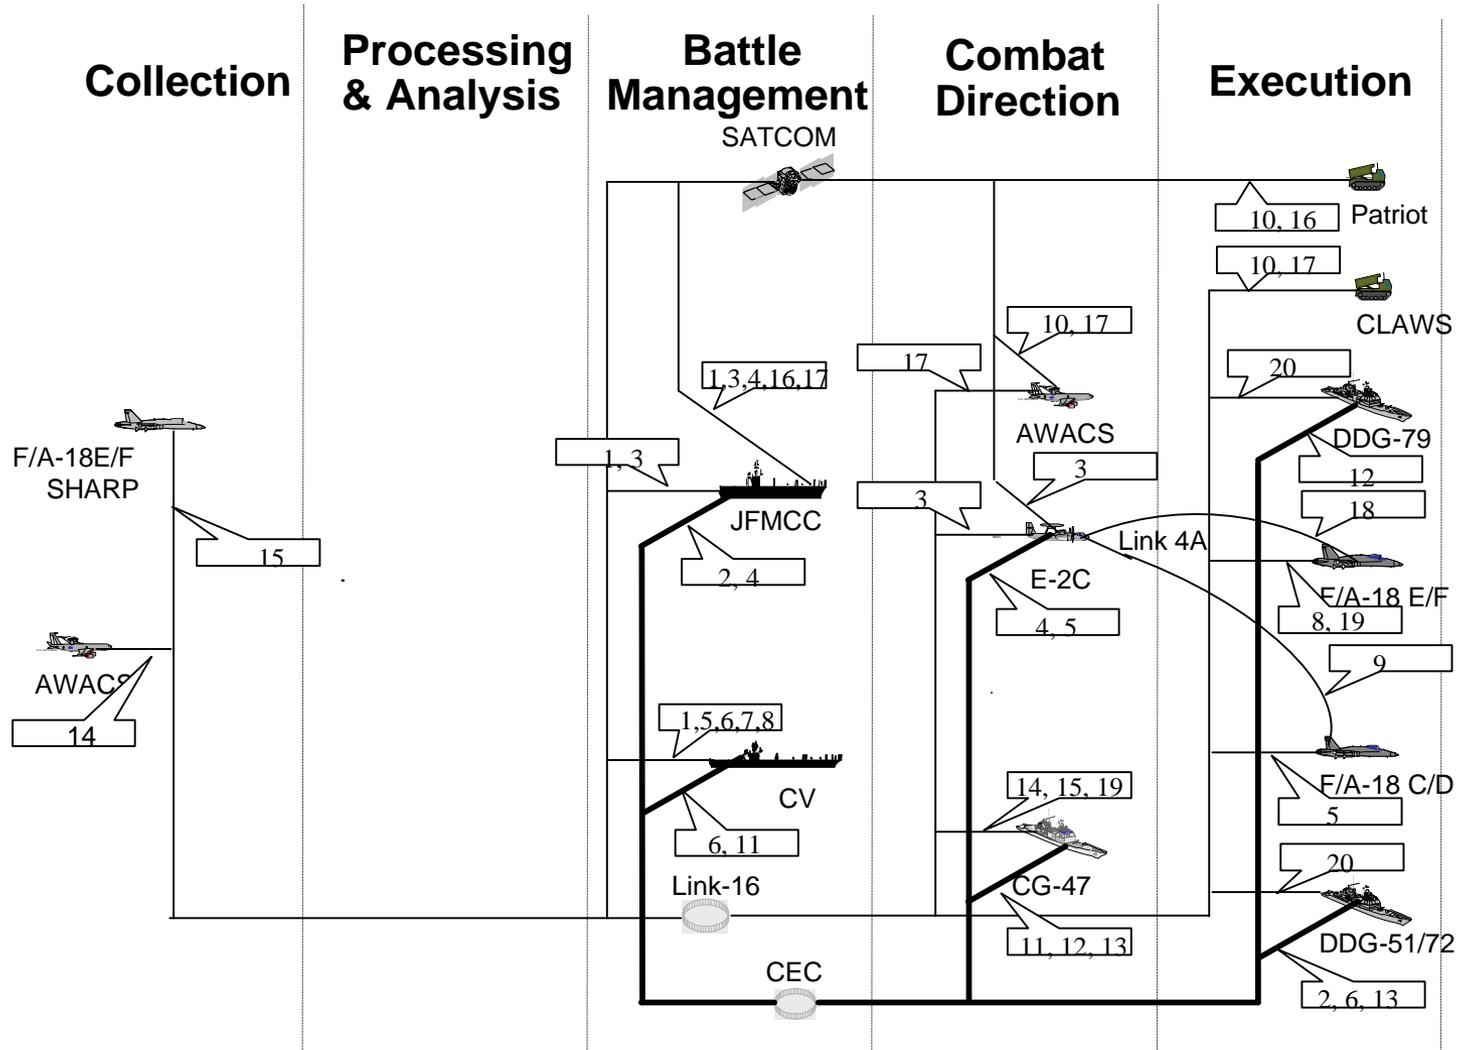 Collection
Processing
& Analysis
Battle
Management
Combat
Direction
Execution
SATCOM
10, 16
Patriot
10, 17
CLAWS
10, 17
17
AWACS
1,3,4,16,17
20
DDG-79
12
F/A-18E/F
SHARP
15
1, 3
JFMCC
2, 4
3
3
Link 4A
E-2C
4, 5
18
F/A-18 E/F
8, 19
AWACS
14
9
1,5,6,7,8
CV
6, 11
14, 15, 19
CG-47
11, 12, 13
F/A-18 C/D
5
20
DDG-51/72
2, 6, 13
Link-16
CEC